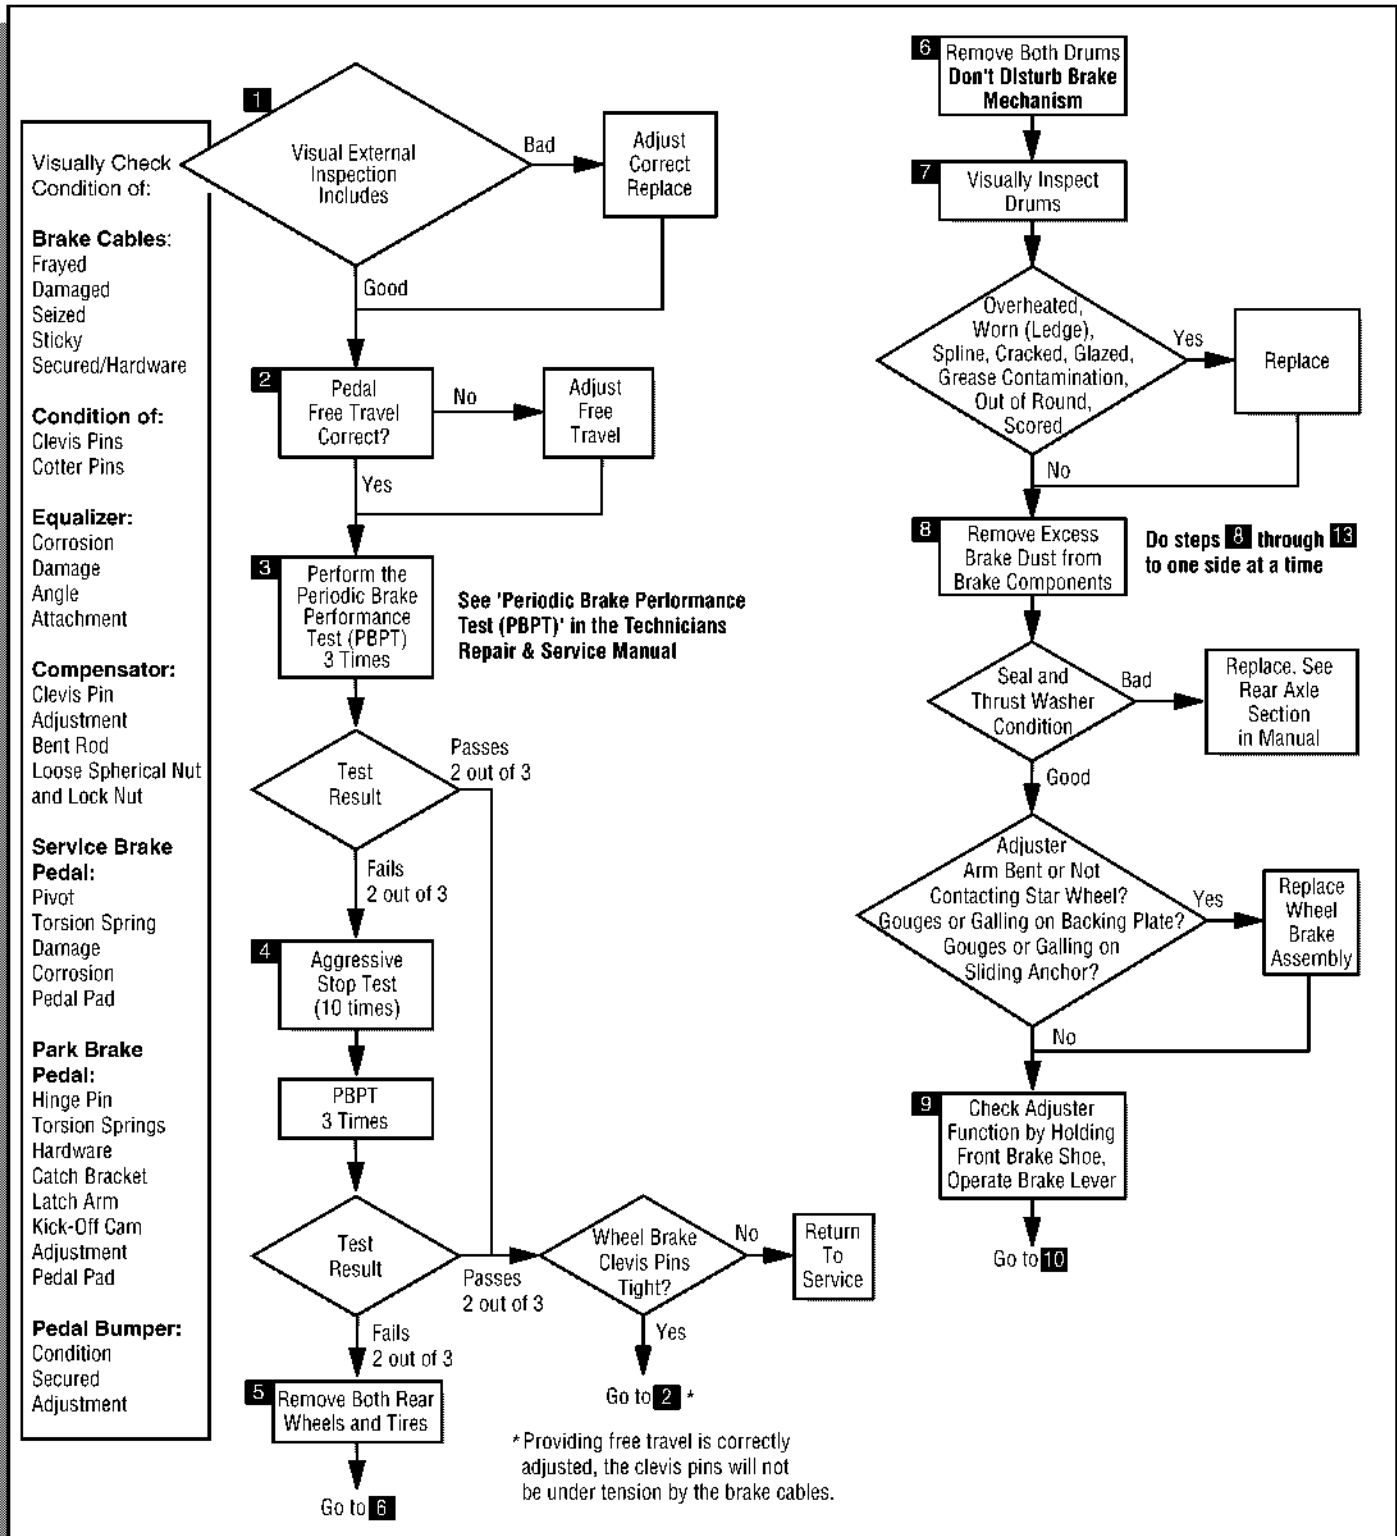 Visually Check
Condition of:
Brake Cables:
Frayed
Damaged
Seized
Sticky
Secured/Hardware
Condition of:
Clevis Pins
Cotter Pins
Equalizer:
Corrosion
Damage
Angle
Attachment
Compensator:
Clevis Pin
Adjustment
Bent Rod
Loose Spherical Nut
and Lock Nut
Service Brake
Pedal:
Pivot
Torsion Spring
Damage
Corrosion
Pedal Pad
Park Brake
Pedal:
Hinge Pin
Torsion Springs
Hardware
Catch Bracket
Latch Arm
Kick-Off Cam
Adjustment
Pedal Pad
Pedal Bumper:
Condition
Secured
Adjustment
1
Visual External
Inspection
Includes
Bad
Adjust
Correct
Replace
Good
2
Pedal
Free Travel
Correct?
No
Adjust
Free
Travel
Yes
3
Perform the
Periodic Brake
Performance
Test (PBPT)
3 Times
See 'Periodic Brake Performance
Test (PBPT)' in the Technicians
Repair & Service Manual
Test
Result
Passes
2 out of 3
Fails
2 out of 3
4
Aggressive
Stop Test
(10 times)
PBPT
3 Times
Test
Result
Passes
2 out of 3
Wheel Brake
Clevis Pins
Tight?
No
Return
To
Service
Yes
Go to 2 *
* Providing free travel is correctly
adjusted, the clevis pins will not
be under tension by the brake cables.
Fails
2 out of 3
5
Remove Both Rear
Wheels and Tires
Go to 6
6
Remove Both Drums
Don't Disturb Brake
Mechanism
7
Visually Inspect
Drums
Overheated,
Worn (Ledge),
Spline, Cracked, Glazed,
Grease Contamination,
Out of Round,
Scored
Yes
Replace
No
8
Remove Excess
Brake Dust from
Brake Components
Do steps 8 through 13
to one side at a time
Seal and
Thrust Washer
Condition
Bad
Replace. See
Rear Axle
Section
in Manual
Good
Adjuster
Arm Bent or Not
Contacting Star Wheel?
Gouges or Galling on Backing Plate?
Gouges or Galling on
Sliding Anchor?
Yes
Replace
Wheel
Brake
Assembly
No
9
Check Adjuster
Function by Holding
Front Brake Shoe,
Operate Brake Lever
Go to 10